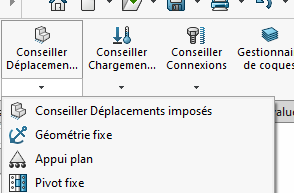 Conseiller Conseiller Conseiller Gestionnai
Déplacemen... Chargemen... Connexions de coques
Conseiller Déplacements imposés
Géométrie fixe
Appui plan
Pivot fixe